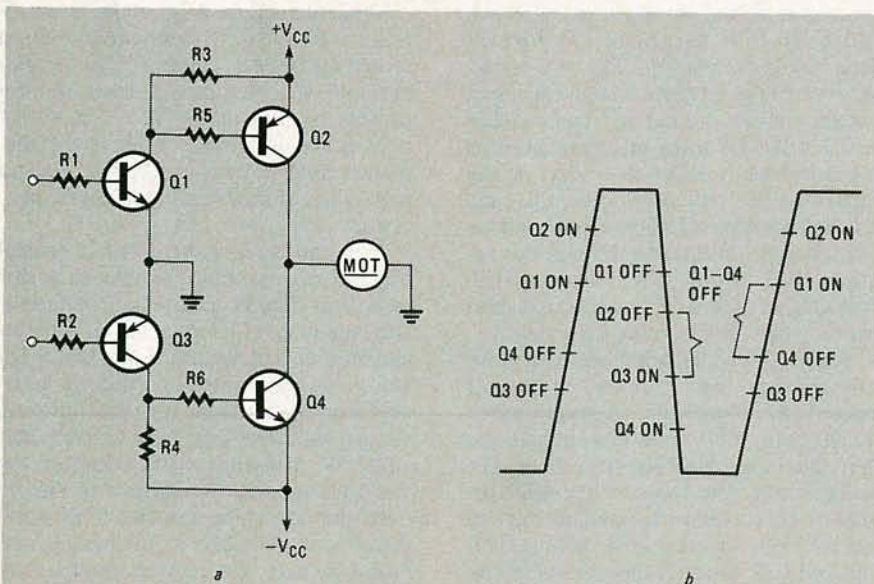 +VCC
R3
R5
Q2
R1
Q1
MOT
R2
Q3
R6
Q4
R4
-VCC
a
Q2 ON
Q1 ON
Q4 OFF
Q3 OFF
Q1 OFF
Q2 OFF
Q3 ON
Q4 ON
Q1-Q4
OFF
Q2 ON
Q1 ON
Q4 OFF
Q3 OFF
b